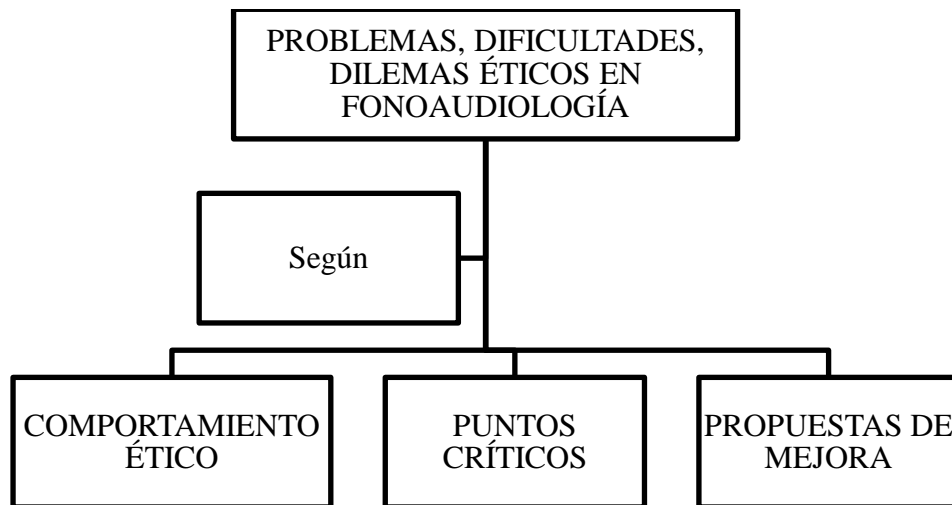 PROBLEMAS, DIFICULTADES,
DILEMAS ÉTICOS EN
FONOAUDIOLOGÍA
Según
COMPORTAMIENTO
ÉTICO
PUNTOS
CRÍTICOS
PROPUESTAS DE
MEJORA